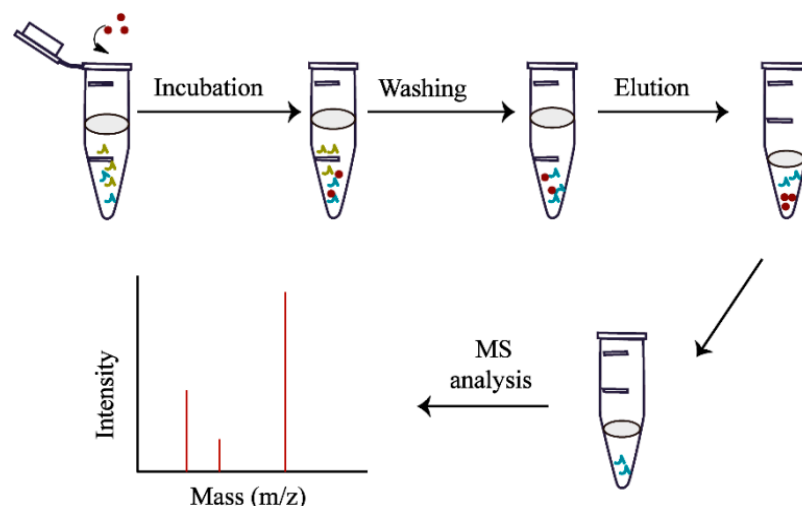 Incubation
Washing
Elution
MS
analysis
Intensity
Mass (m/z)